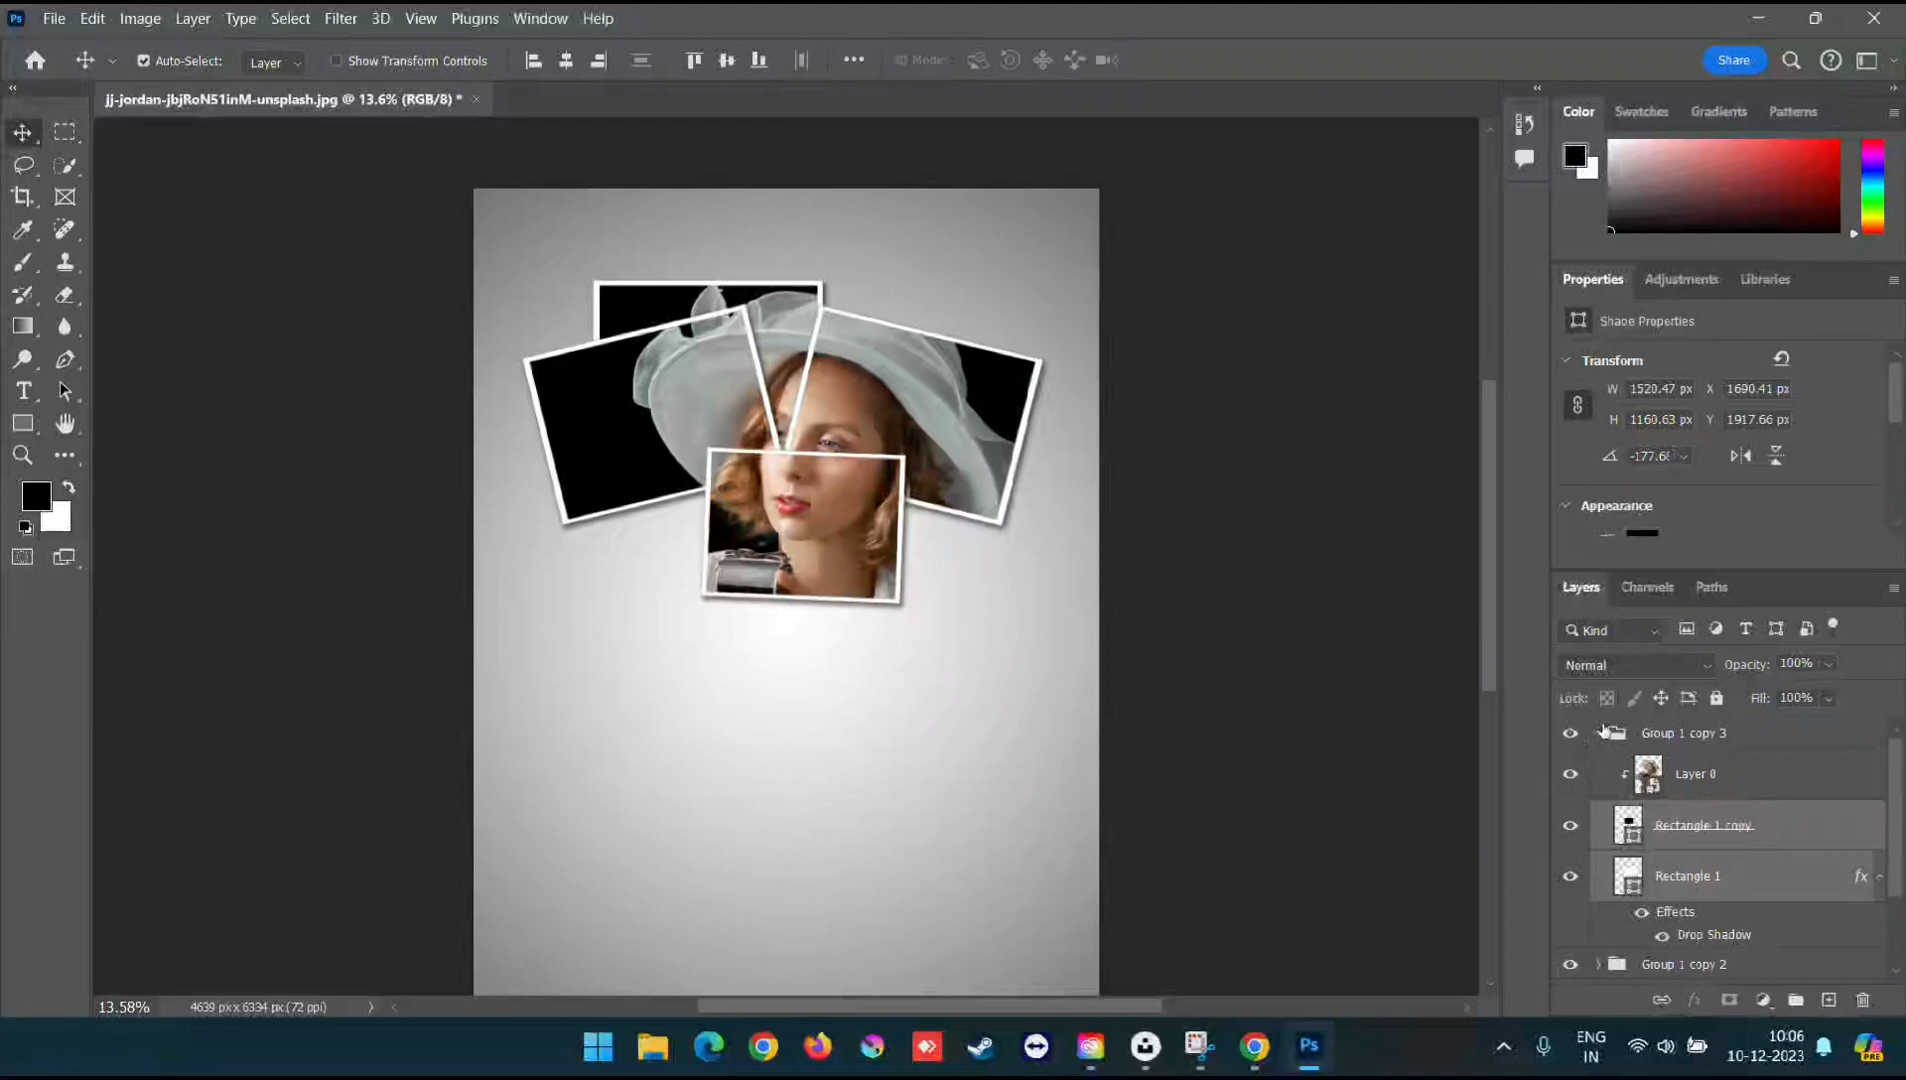 Ps File Edit Image Layer Type Select Filter 3D View Plugins Window Help
Auto-Select: Layer Show Transform Controls 3D Mode: Share
jj-jordan-jbjRoN51inM-unsplash.jpg @ 13.6% (RGB/8) *
Color Swatches Gradients Patterns
Properties Adjustments Libraries
Shape Properties
Transform
W 1520.47 px X 1690.41 px
H 1160.63 px Y 1917.66 px
-177.68
Appearance
Layers Channels Paths
Kind
Normal Opacity: 100%
Lock: Fill: 100%
Group 1 copy 3
Layer 0
Rectangle 1 copy
Rectangle 1 fx
Effects
Drop Shadow
Group 1 copy 2
13.58% 4639 px x 6334 px (72 ppi)
Ps
ENG
IN
10:06
10-12-2023
PRE